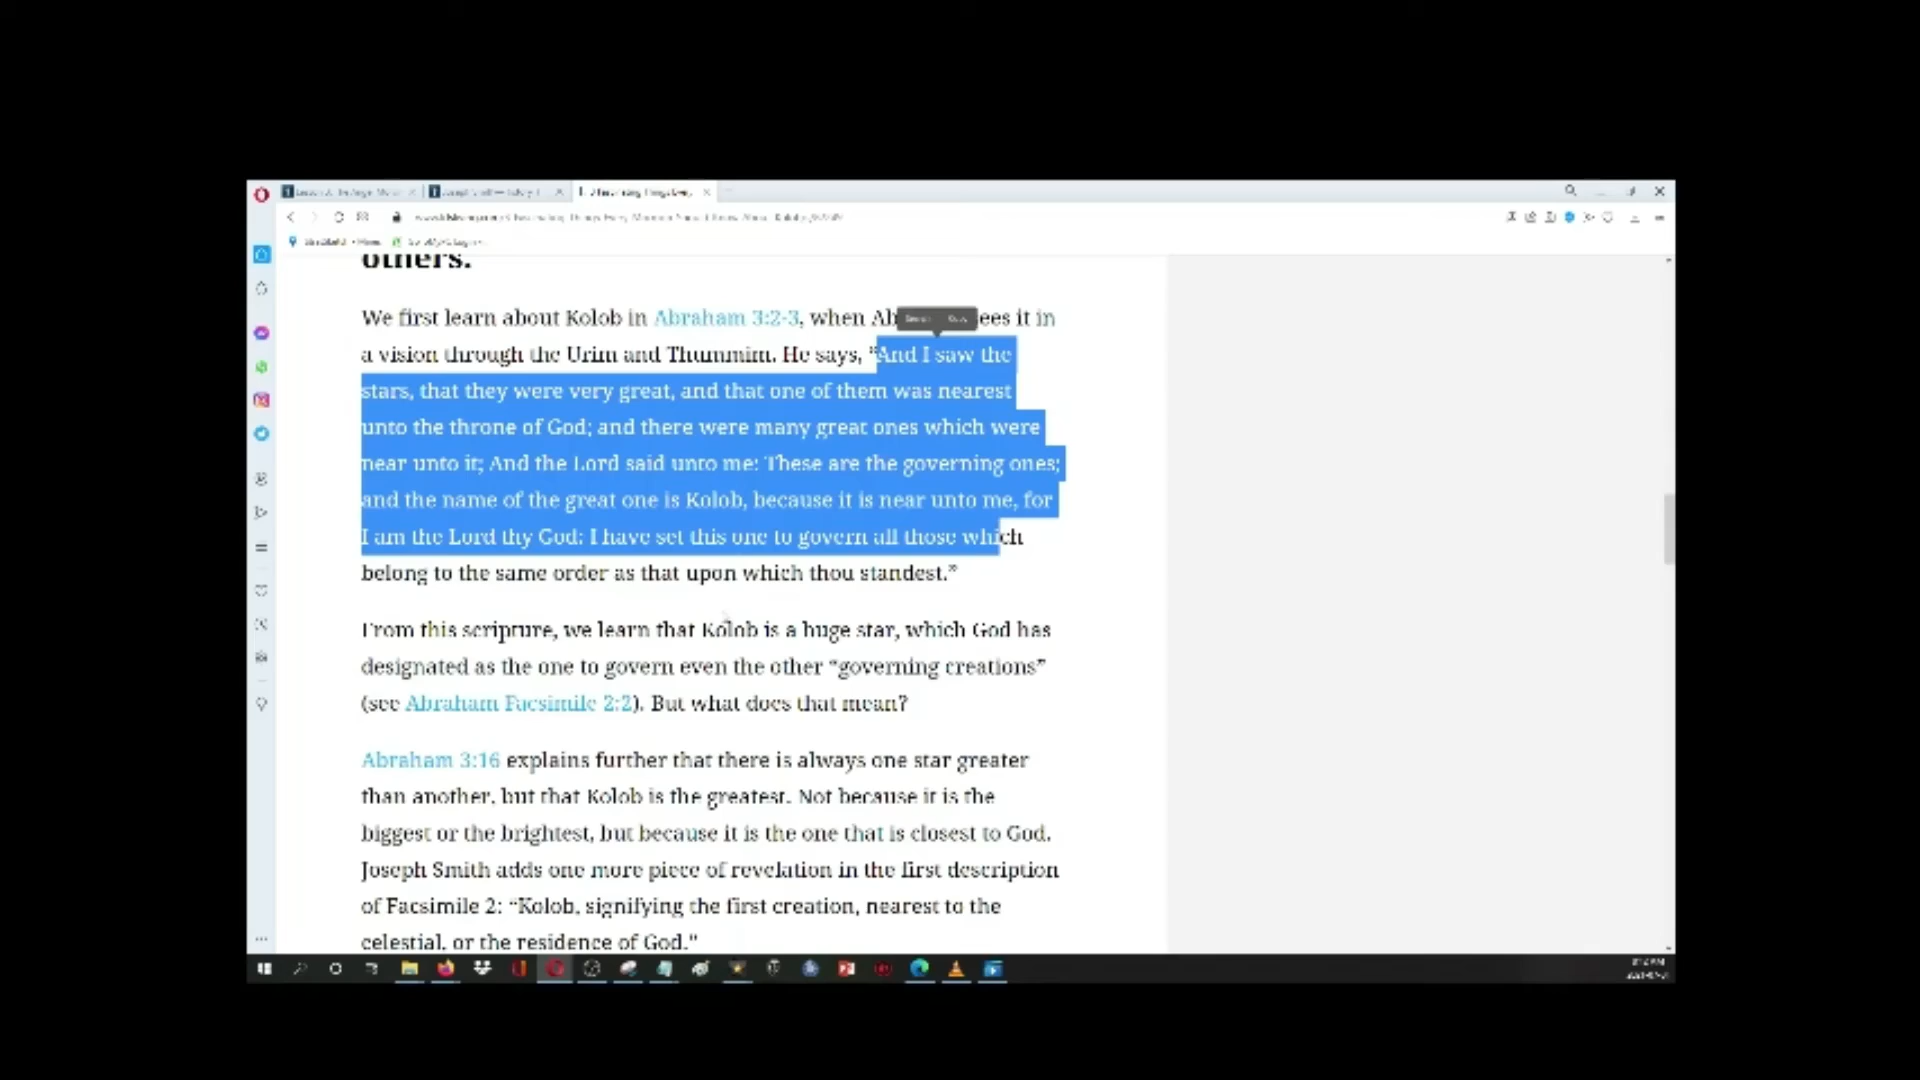 others.
We first learn about Kolob in Abraham 3:2-3, when Ab ees it in
a vision through the Urim and Thummim. He says, “And I saw the
stars, that they were very great, and that one of them was nearest
unto the throne of God; and there were many great ones which were
near unto it; And the Lord said unto me: These are the governing ones;
and the name of the great one is Kolob, because it is near unto me, for
I am the Lord thy God: I have set this one to govern all those which
belong to the same order as that upon which thou standest.”
From this scripture, we learn that Kolob is a huge star, which God has
designated as the one to govern even the other “governing creations”
(see Abraham Facsimile 2:2). But what does that mean?
Abraham 3:16 explains further that there is always one star greater
than another, but that Kolob is the greatest. Not because it is the
biggest or the brightest, but because it is the one that is closest to God.
Joseph Smith adds one more piece of revelation in the first description
of Facsimile 2: “Kolob, signifying the first creation, nearest to the
celestial, or the residence of God.”